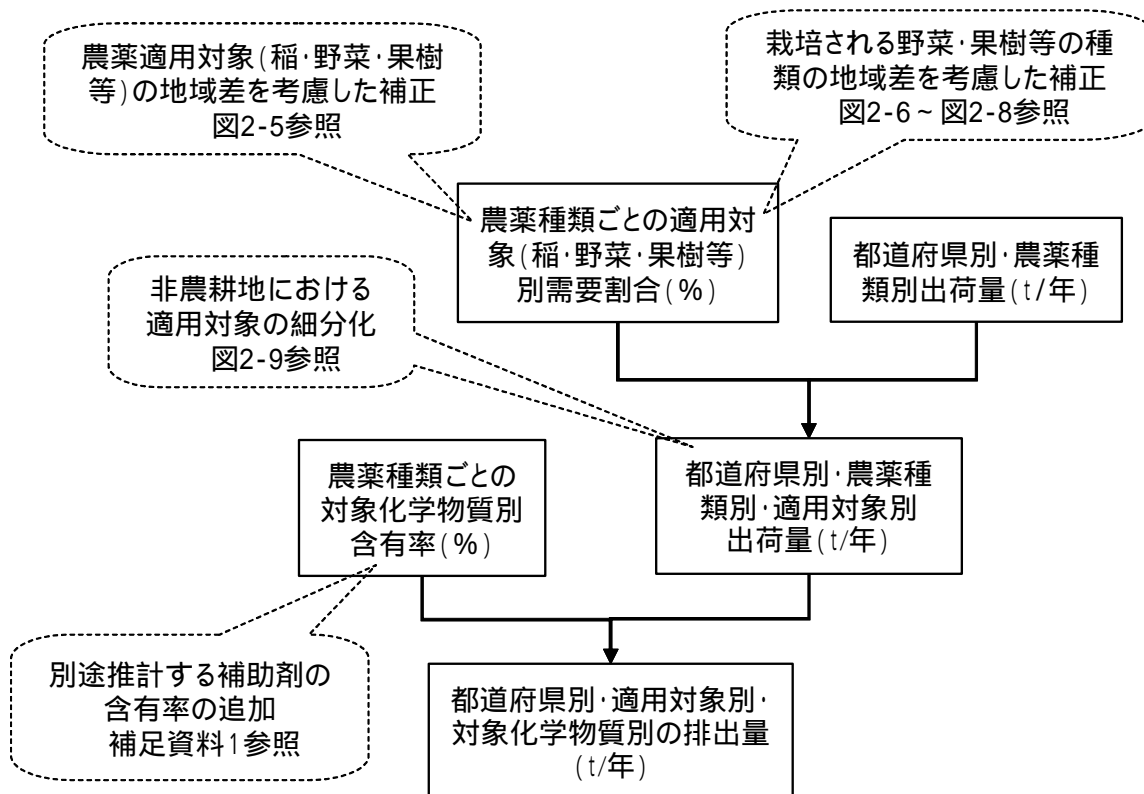 農薬適用対象(稲･野菜･果樹
等)の地域差を考慮した補正
図2-5参照
栽培される野菜･果樹等の種
類の地域差を考慮した補正
図2-6～図2-8参照
農薬種類ごとの適用対
象(稲･野菜･果樹等)
別需要割合(%)
都道府県別･農薬種
類別出荷量(t/年)
非農耕地における
適用対象の細分化
図2-9参照
農薬種類ごとの
対象化学物質別
含有率(%)
都道府県別･農薬種
類別･適用対象別
出荷量(t/年)
別途推計する補助剤の
含有率の追加
補足資料1参照
都道府県別･適用対象別･
対象化学物質別の排出量
(t/年)